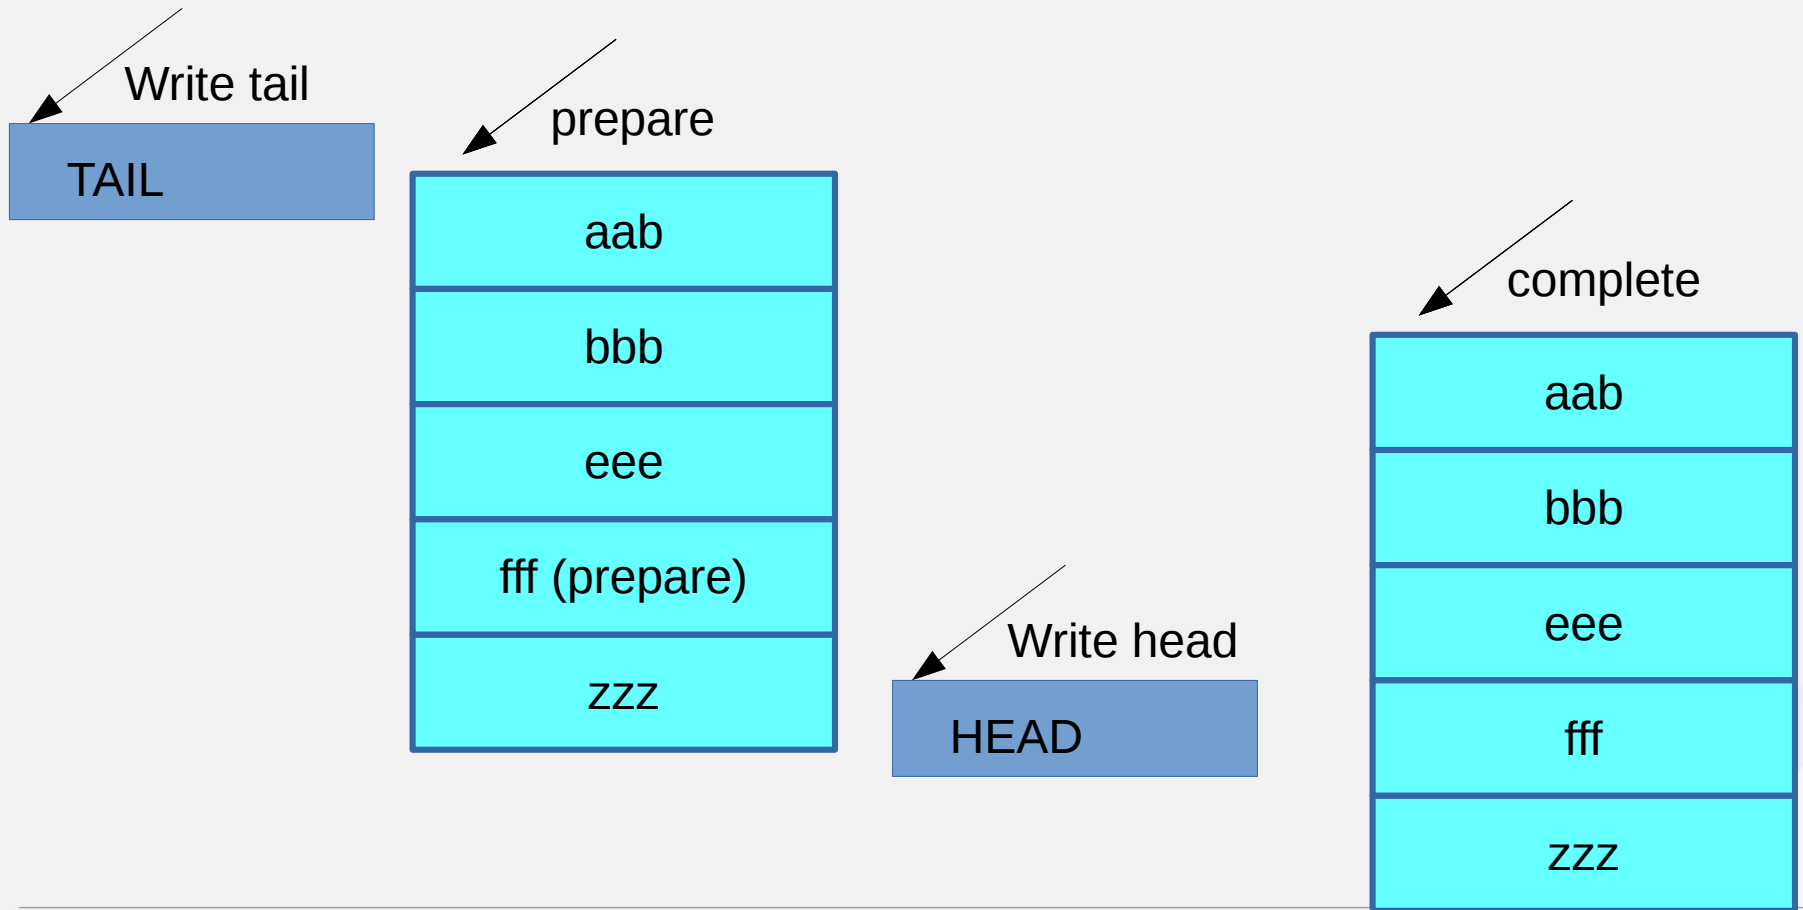 Write tail
TAIL
prepare
aab
bbb
eee
fff (prepare)
zzz
Write head
HEAD
complete
aab
bbb
eee
fff
zzz